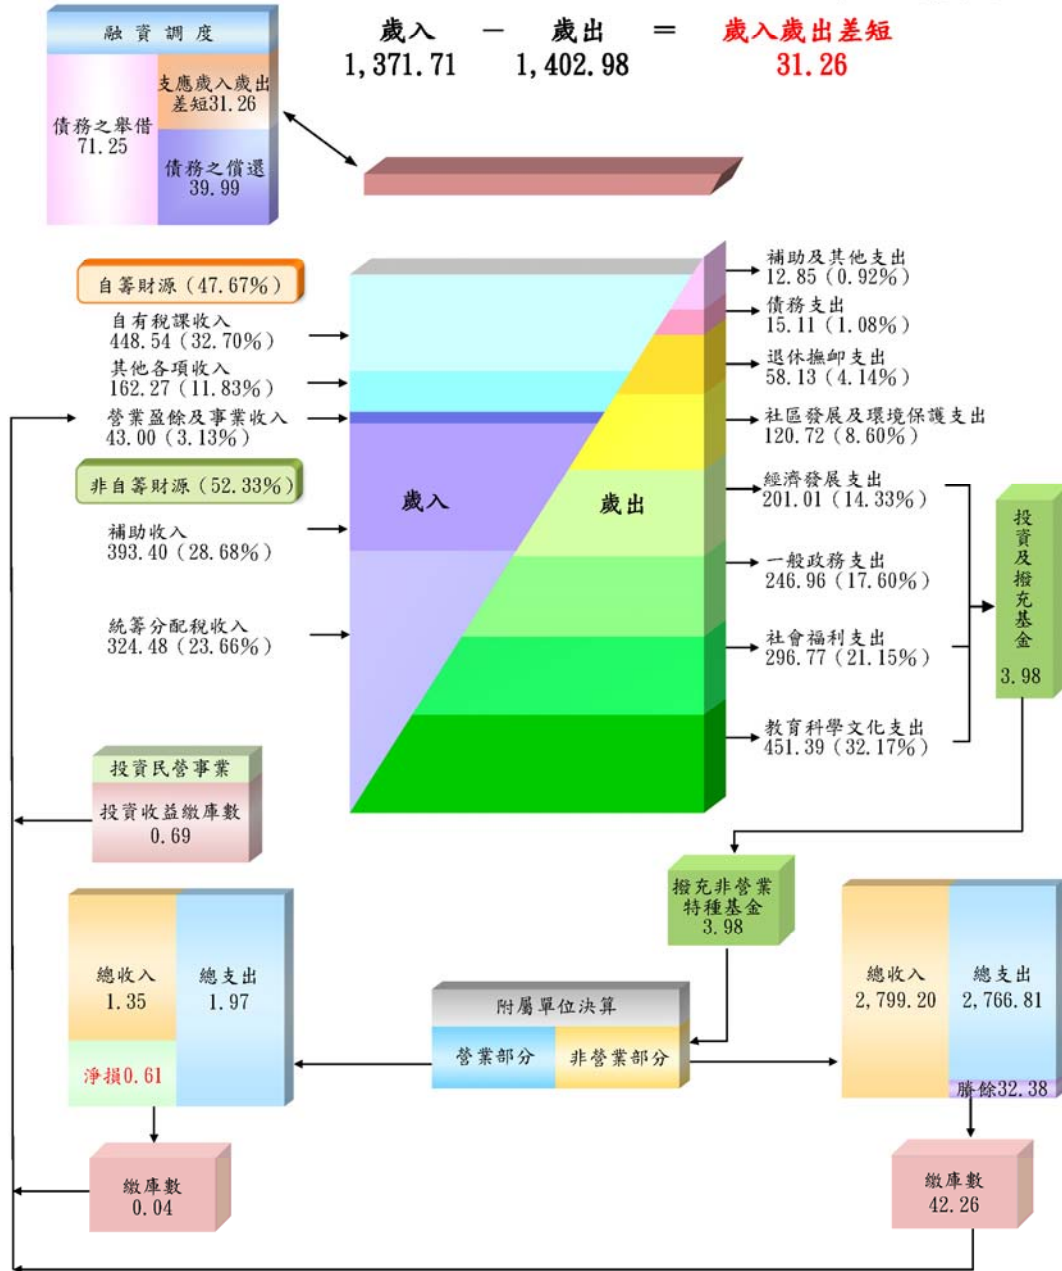 歲入 － 歲出 ＝ 歲入歲出差短
1,371.71 1,402.98 31.26
融資調度
債務之舉借
71.25
支應歲入歲出
差短31.26
債務之償還
39.99
自籌財源（47.67%）
自有稅課收入
448.54（32.70%）
其他各項收入
162.27（11.83%）
營業盈餘及事業收入
43.00（3.13%）
非自籌財源（52.33%）
補助收入
393.40（28.68%）
統籌分配稅收入
324.48（23.66%）
歲入
歲出
補助及其他支出
12.85（0.92%）
債務支出
15.11（1.08%）
退休撫卹支出
58.13（4.14%）
社區發展及環境保護支出
120.72（8.60%）
經濟發展支出
201.01（14.33%）
一般政務支出
246.96（17.60%）
社會福利支出
296.77（21.15%）
教育科學文化支出
451.39（32.17%）
投資及撥充基金
3.98
投資民營事業
投資收益繳庫數
0.69
撥充非營業
特種基金
3.98
總收入
1.35
總支出
1.97
淨損0.61
附屬單位決算
營業部分
非營業部分
總收入
2,799.20
總支出
2,766.81
賸餘32.38
繳庫數
0.04
繳庫數
42.26